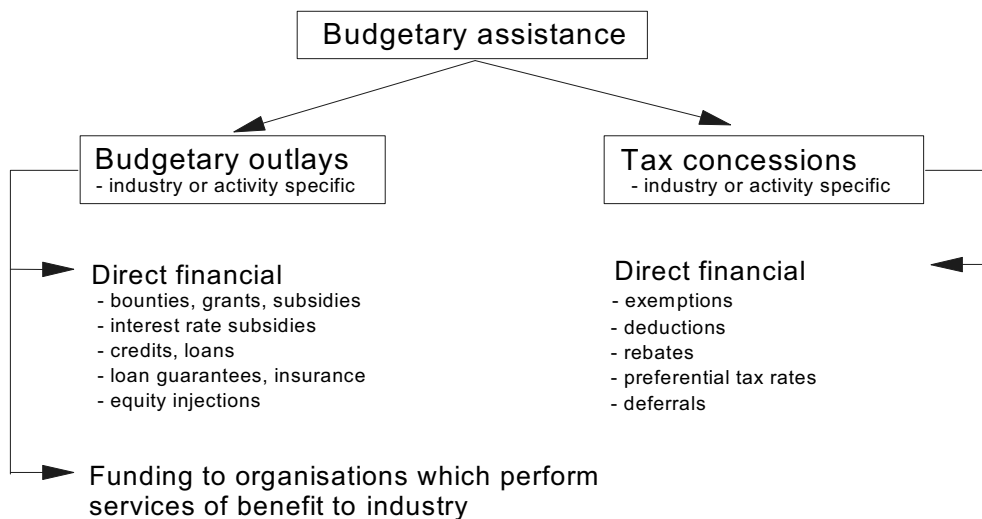 Budgetary assistance
Budgetary outlays
- industry or activity specific
Tax concessions
- industry or activity specific
Direct financial
- bounties, grants, subsidies
- interest rate subsidies
- credits, loans
- loan guarantees, insurance
- equity injections
Direct financial
- exemptions
- deductions
- rebates
- preferential tax rates
- deferrals
Funding to organisations which perform
services of benefit to industry